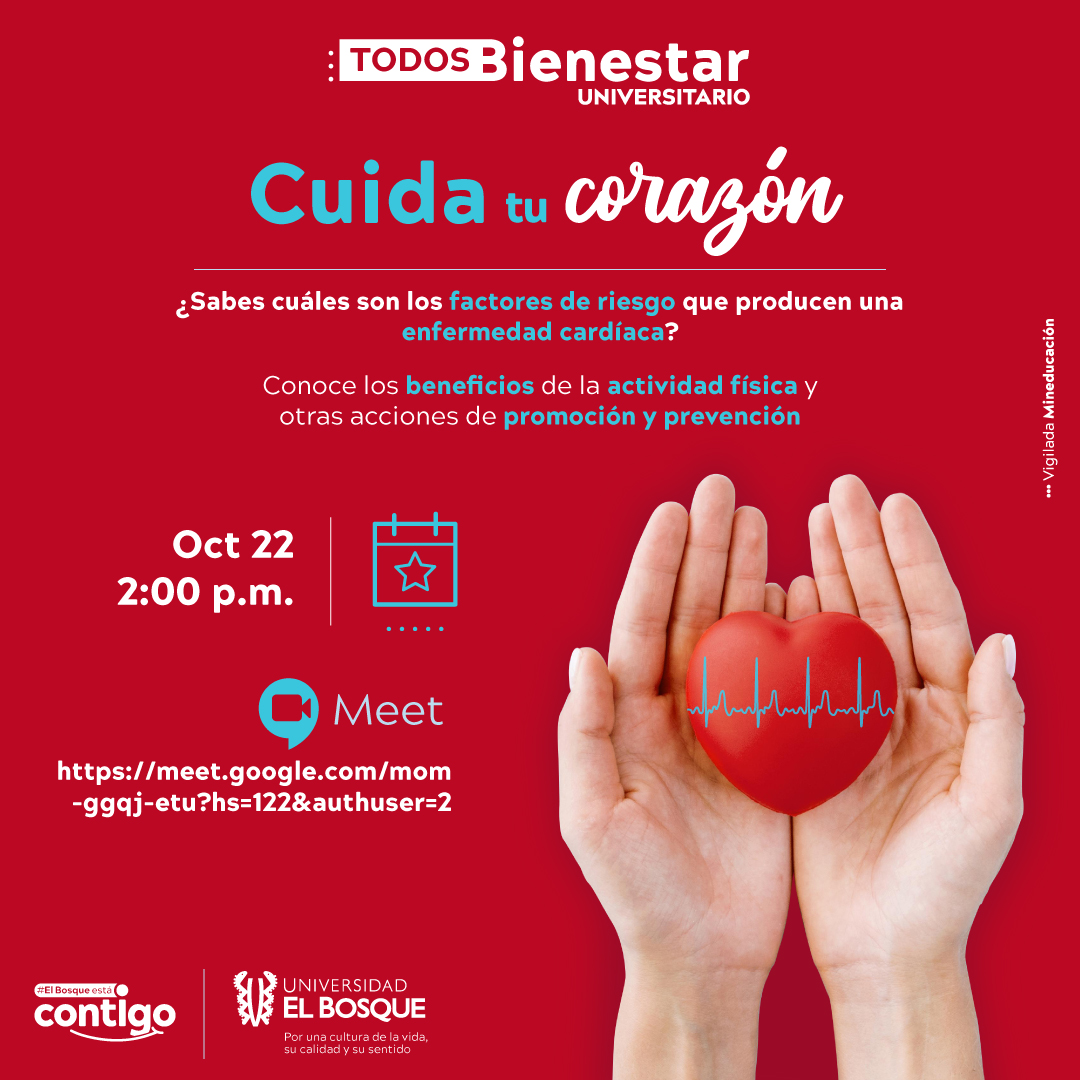 TODOS Bienestar
UNIVERSITARIO
Cuida tu corazón
¿Sabes cuáles son los factores de riesgo que producen una
enfermedad cardíaca?
Conoce los beneficios de la actividad física y
otras acciones de promoción y prevención
••• Vigilada Mineducación
Oct 22
2:00 p.m.
Meet
https://meet.google.com/mom
-ggqj-etu?hs=122&authuser=2
#El Bosque está
contigo
UNIVERSIDAD
EL BOSQUE
Por una cultura de la vida,
su calidad y su sentido